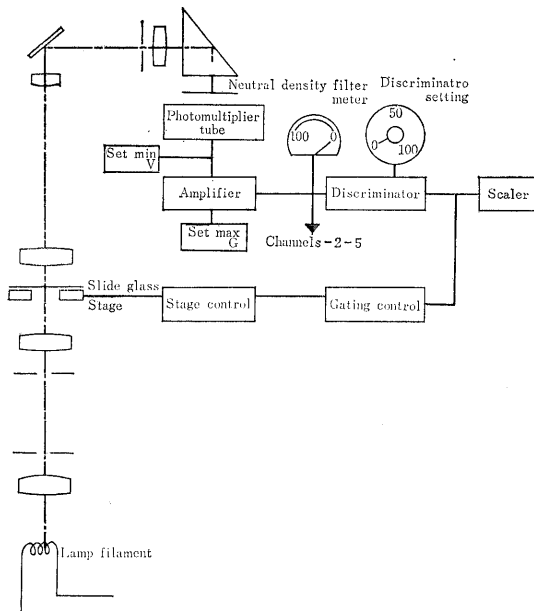 Neutral density filter
meter
Discriminatro
setting
Photomultiplier
tube
100
0
50
0
100
Set min
V
Amplifier
Discriminator
Scaler
Set max
G
Channels-2-5
Slide glass
Stage
Stage control
Gating control
Lamp filament